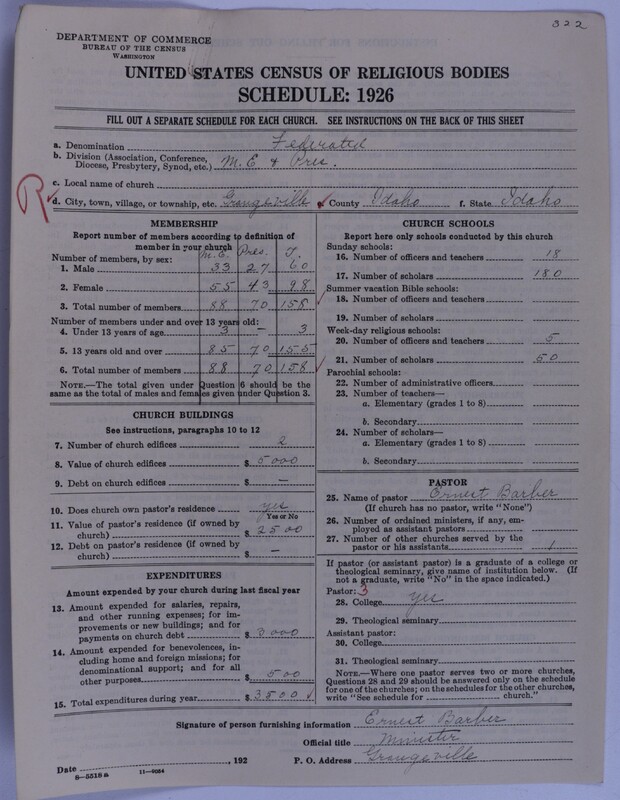 322
DEPARTMENT OF COMMERCE
BUREAU OF THE CENSUS
WASHINGTON
UNITED STATES CENSUS OF RELIGIOUS BODIES
SCHEDULE: 1926
FILL OUT A SEPARATE SCHEDULE FOR EACH CHURCH. SEE INSTRUCTIONS ON THE BACK OF THIS SHEET
a. Denomination Federated
b. Division (Association, Conference, Diocese, Presbytery, Synod, etc.) M.E. & Pres.
c. Local name of church
R d. City, town, village, or township, etc. Grangeville County Idaho f. State Idaho
MEMBERSHIP
Report number of members according to definition of
member in your church
M.E. Pres. T.
Number of members, by sex:
1. Male 33 27 60
2. Female 55 43 98
3. Total number of members 88 70 158
Number of members under and over 13 years old:
4. Under 13 years of age 3 – 3
5. 13 years old and over 85 70 155
6. Total number of members 88 70 158
NOTE.—The total given under Question 6 should be the
same as the total of males and females given under Question 3.
CHURCH BUILDINGS
See instructions, paragraphs 10 to 12
7. Number of church edifices 2
8. Value of church edifices $ 5000
9. Debt on church edifices $ –
10. Does church own pastor's residence yes
Yes or No
11. Value of pastor's residence (if owned by
church) $ 2500
12. Debt on pastor's residence (if owned by
church) $ –
EXPENDITURES
Amount expended by your church during last fiscal year
13. Amount expended for salaries, repairs,
and other running expenses; for im-
provements or new buildings; and for
payments on church debt $ 3000
14. Amount expended for benevolences, in-
cluding home and foreign missions; for
denominational support; and for all
other purposes $ 500
15. Total expenditures during year $ 3500
CHURCH SCHOOLS
Report here only schools conducted by this church
Sunday schools:
16. Number of officers and teachers 18
17. Number of scholars 180
Summer vacation Bible schools:
18. Number of officers and teachers
19. Number of scholars
Week-day religious schools:
20. Number of officers and teachers 5
21. Number of scholars 50
Parochial schools:
22. Number of administrative officers
23. Number of teachers—
a. Elementary (grades 1 to 8)
b. Secondary
24. Number of scholars—
a. Elementary (grades 1 to 8)
b. Secondary
PASTOR
25. Name of pastor Ernest Barber
(If church has no pastor, write "None")
26. Number of ordained ministers, if any, em-
ployed as assistant pastors
27. Number of other churches served by the
pastor or his assistants 1
If pastor (or assistant pastor) is a graduate of a college or
theological seminary, give name of institution below. (If
not a graduate, write "No" in the space indicated.)
Pastor: 3
28. College yes
29. Theological seminary
Assistant pastor:
30. College
31. Theological seminary
NOTE.—Where one pastor serves two or more churches,
Questions 28 and 29 should be answered only on the schedule
for one of the churches; on the schedules for the other churches,
write "See schedule for church."
Signature of person furnishing information Ernest Barber
Official title Minister
Date , 192 P. O. Address Grangeville
8—5518 a 11—9084